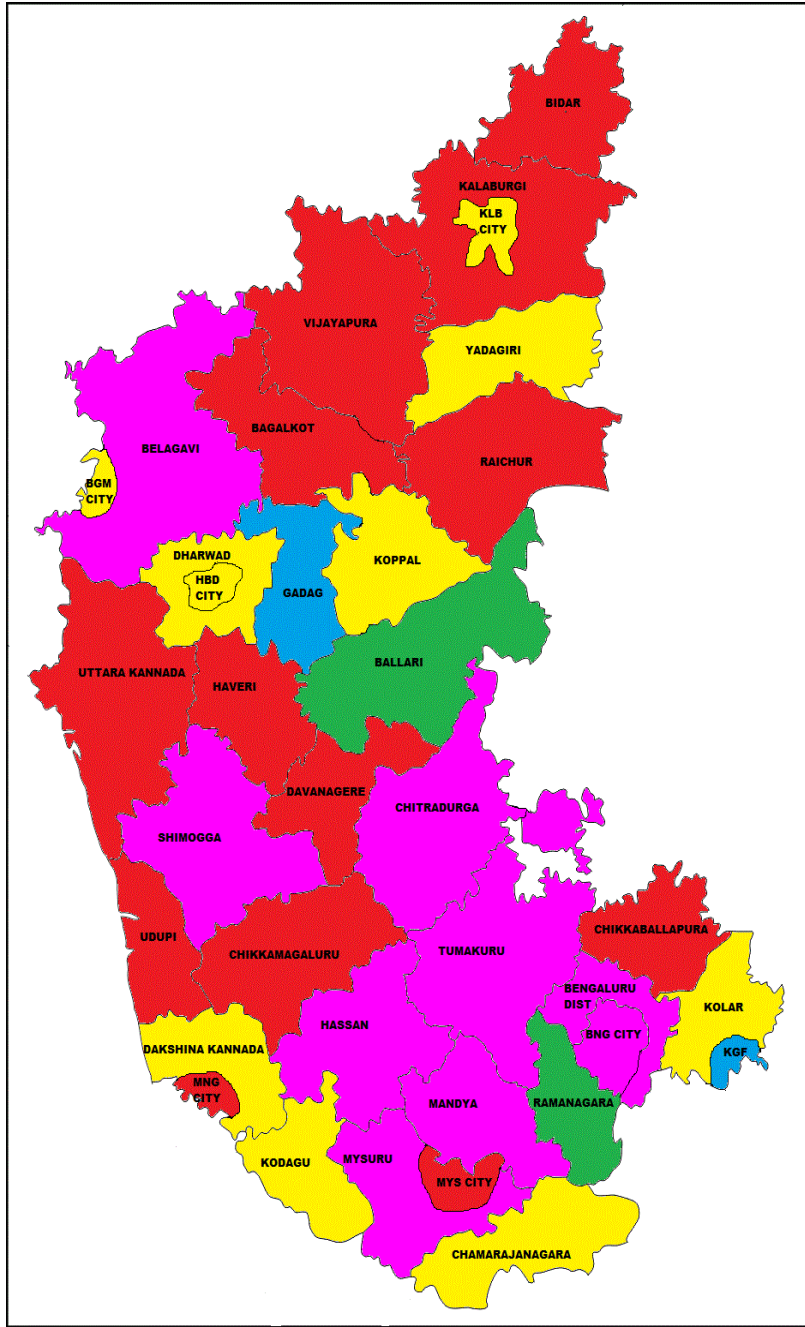 BIDAR
KALABURGI
KLB
CITY
VIJAYAPURA
YADAGIRI
BAGALKOT
BELAGAVI
RAICHUR
BGM
CITY
DHARWAD
HBD
CITY
GADAG
KOPPAL
UTTARA KANNADA
HAVERI
BALLARI
DAVANAGERE
CHITRADURGA
SHIMOGGA
UDUPI
CHIKKAMAGALURU
TUMAKURU
CHIKKABALLAPURA
BENGALURU
DIST
KOLAR
HASSAN
BNG CITY
DAKSHINA KANNADA
KGF
MNG
CITY
MANDYA
RAMANAGARA
KODAGU
MYSURU
MYS CITY
CHAMARAJANAGARA